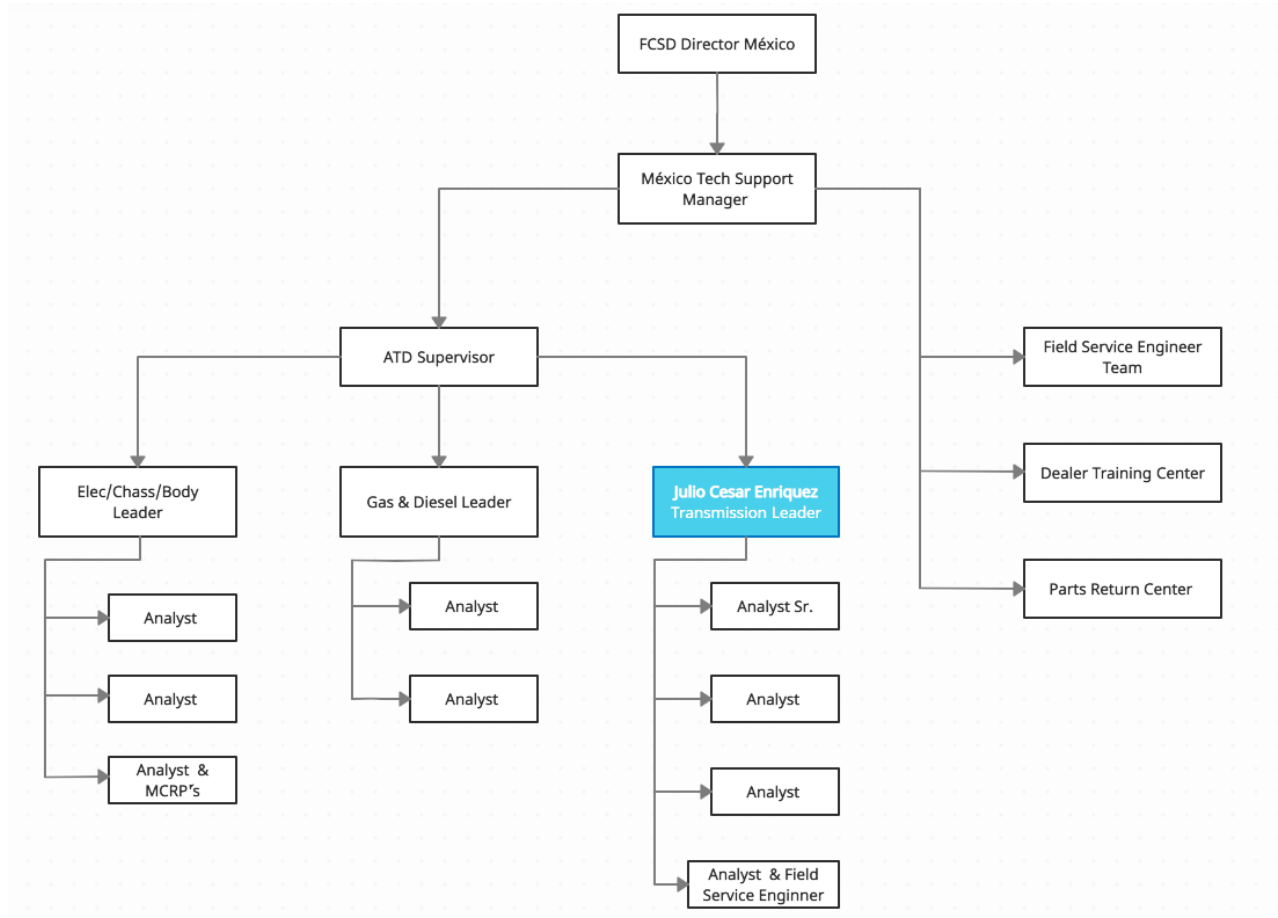 FCSD Director México
México Tech Support
Manager
ATD Supervisor
Field Service Engineer
Team
Dealer Training Center
Parts Return Center
Elec/Chass/Body
Leader
Analyst
Analyst
Analyst &
MCRP's
Gas & Diesel Leader
Analyst
Analyst
Julio Cesar Enriquez
Transmission Leader
Analyst Sr.
Analyst
Analyst
Analyst & Field
Service Enginner